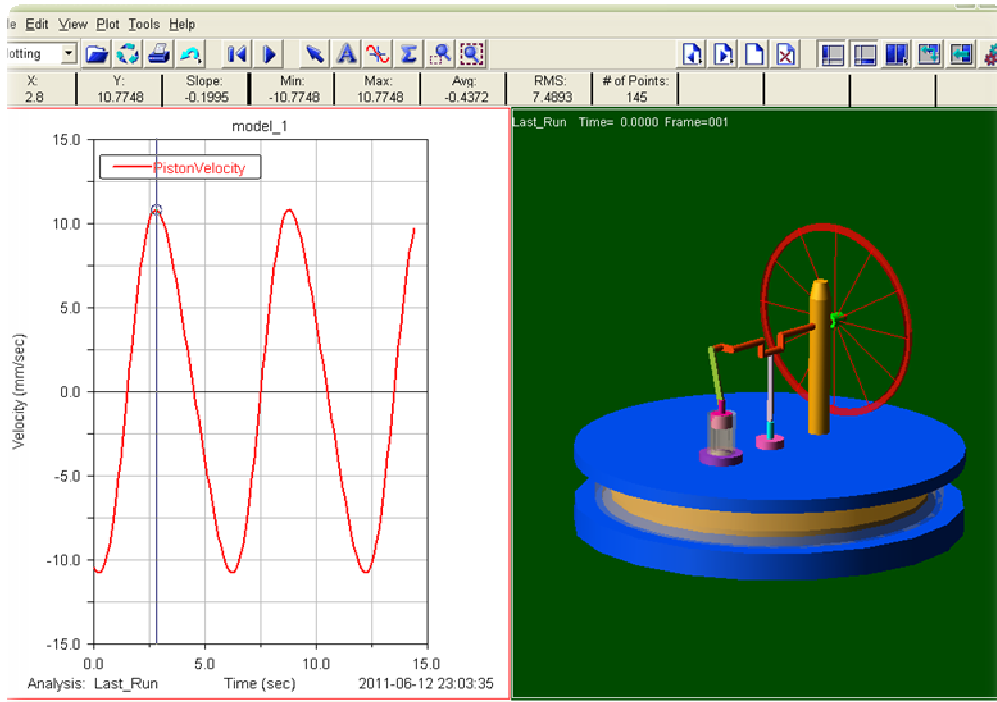 Edit View Plot Tools Help
X: Y: Slope: Min: Max: Avg: RMS: # of Points:
2.8 10.7748 -0.1995 -10.7748 10.7748 -0.4372 7.4893 145
Last_Run Time= 0.0000 Frame=001
model_1
15.0
PistonVelocity
10.0
5.0
0.0
-5.0
-10.0
-15.0
Velocity (mm/sec)
0.0 5.0 10.0 15.0
Analysis: Last_Run Time (sec) 2011-06-12 23:03:35